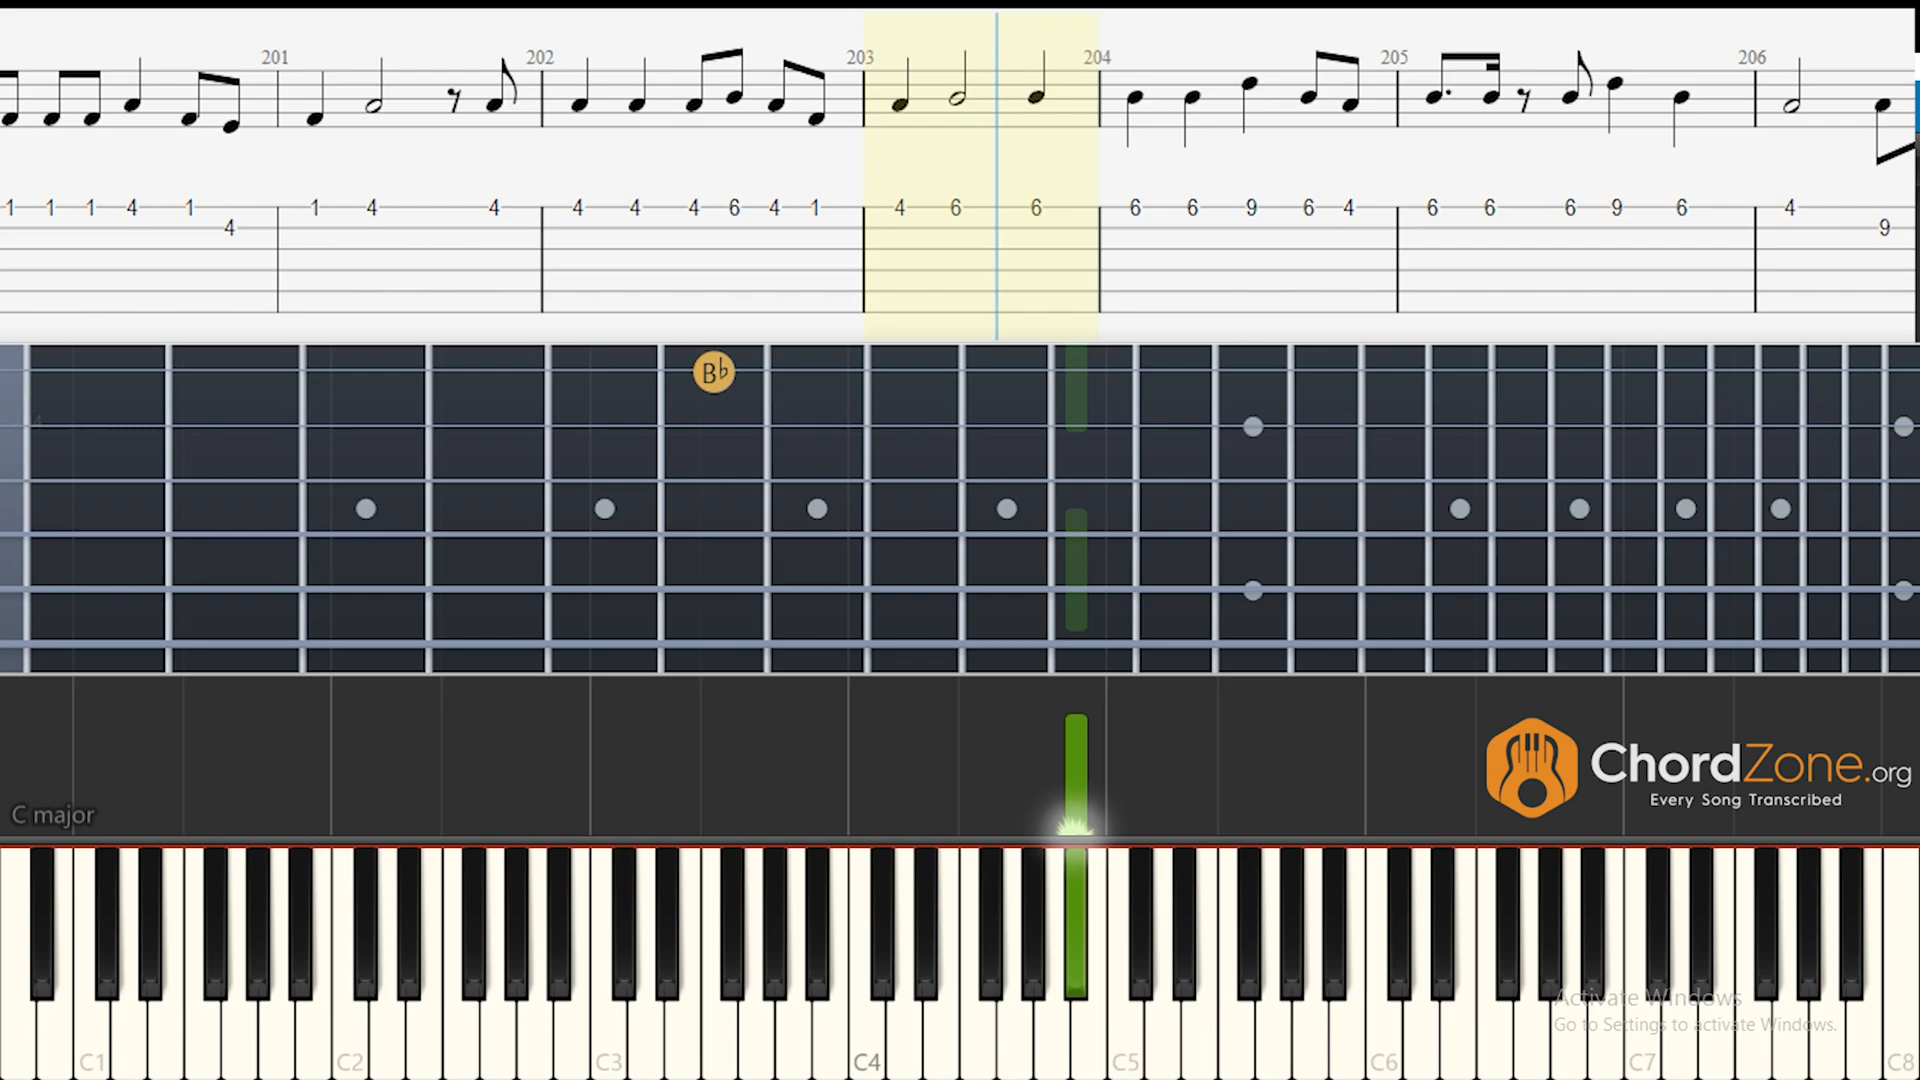 201 202 203 204 205 206
1 1 1 4 1 1 4 4 4 4 4 6 4 1 4 6 6 6 6 9 6 4 6 6 6 9 6 4
4 9
B♭
ChordZone.org
Every Song Transcribed
C major
Activate Windows
Go to Settings to activate Windows.
C1 C2 C3 C4 C5 C6 C7 C8